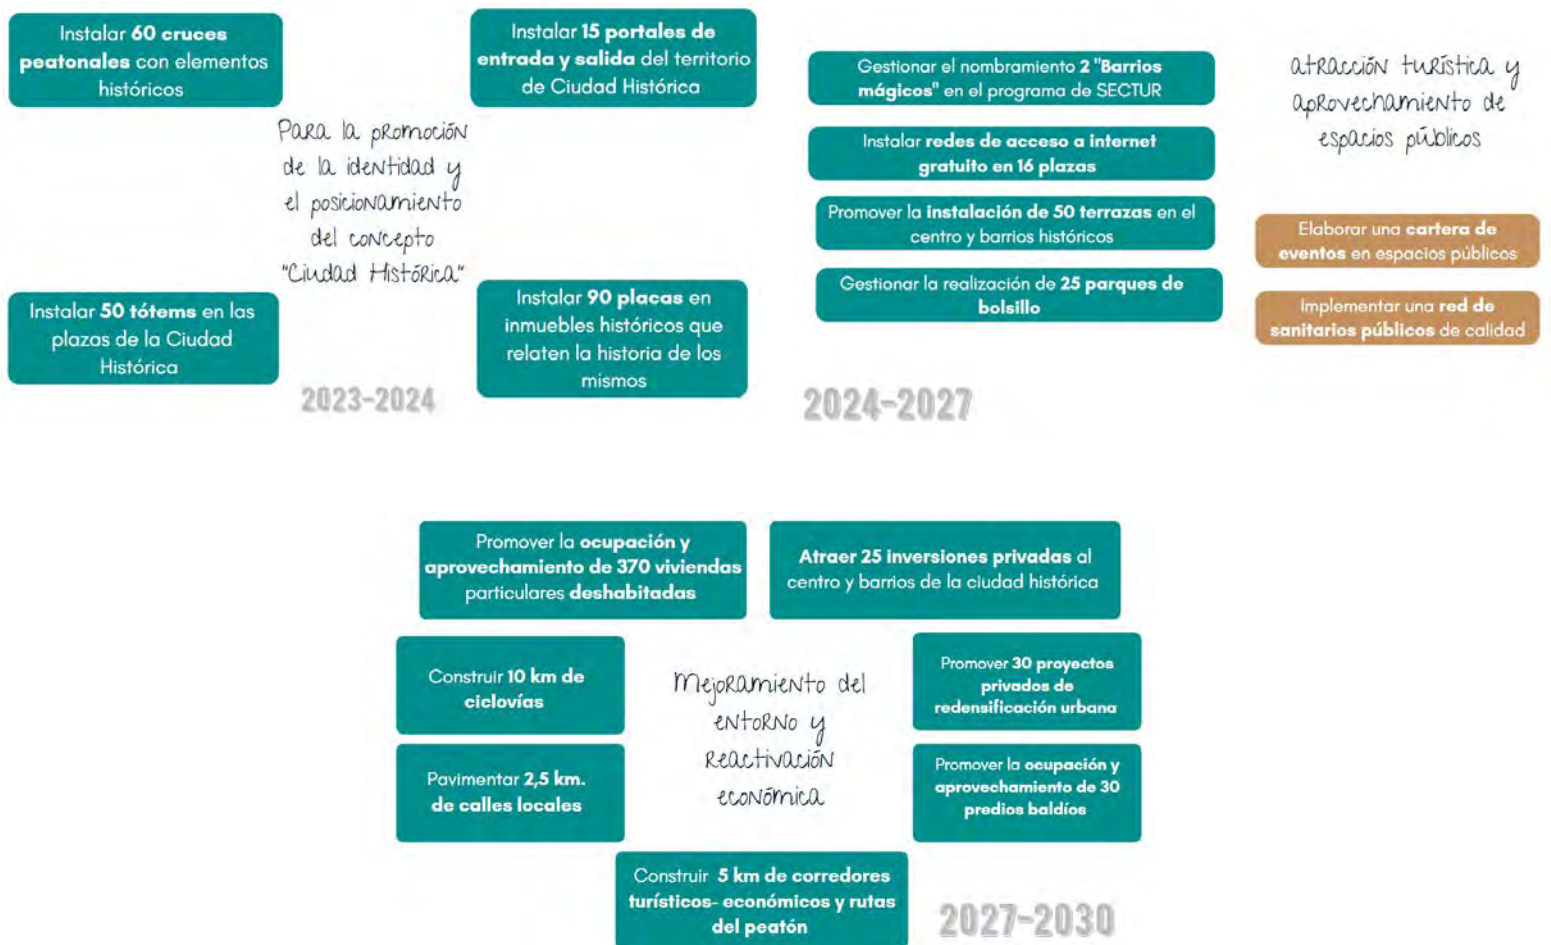 Instalar 60 cruces
peatonales con elementos
históricos
Instalar 15 portales de
entrada y salida del territorio
de Ciudad Histórica
Para la promoción
de la identidad y
el posicionamiento
del concepto
"Ciudad Histórica"
Instalar 50 tótems en las
plazas de la Ciudad
Histórica
Instalar 90 placas en
inmuebles históricos que
relaten la historia de los
mismos
2023-2024
Gestionar el nombramiento 2 "Barrios
mágicos" en el programa de SECTUR
Instalar redes de acceso a internet
gratuito en 16 plazas
Promover la instalación de 50 terrazas en el
centro y barrios históricos
Gestionar la realización de 25 parques de
bolsillo
atracción turística y
aprovechamiento de
espacios públicos
Elaborar una cartera de
eventos en espacios públicos
Implementar una red de
sanitarios públicos de calidad
2024-2027
Promover la ocupación y
aprovechamiento de 370 viviendas
particulares deshabitadas
Atraer 25 inversiones privadas al
centro y barrios de la ciudad histórica
Construir 10 km de
ciclovías
Mejoramiento del
entorno y
reactivación
económica
Promover 30 proyectos
privados de
redensificación urbana
Pavimentar 2,5 km.
de calles locales
Promover la ocupación y
aprovechamiento de 30
predios baldíos
Construir 5 km de corredores
turísticos- económicos y rutas
del peatón
2027-2030